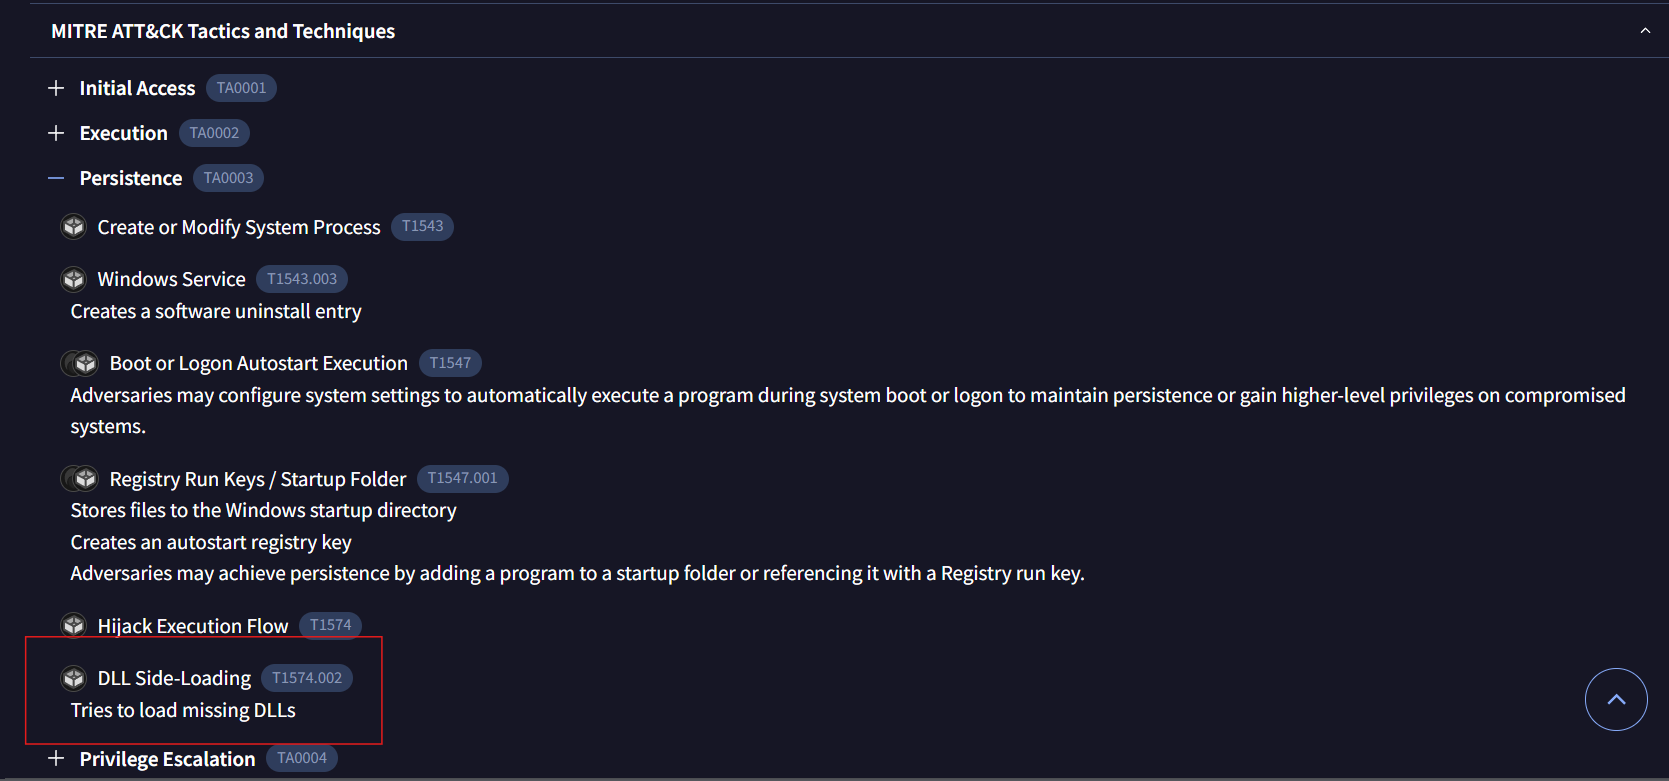 MITRE ATT&CK Tactics and Techniques
Initial Access TA0001
Execution TA0002
Persistence TA0003
Create or Modify System Process T1543
Windows Service T1543.003
Creates a software uninstall entry
Boot or Logon Autostart Execution T1547
Adversaries may configure system settings to automatically execute a program during system boot or logon to maintain persistence or gain higher-level privileges on compromised
systems.
Registry Run Keys / Startup Folder T1547.001
Stores files to the Windows startup directory
Creates an autostart registry key
Adversaries may achieve persistence by adding a program to a startup folder or referencing it with a Registry run key.
Hijack Execution Flow T1574
DLL Side-Loading T1574.002
Tries to load missing DLLs
Privilege Escalation TA0004